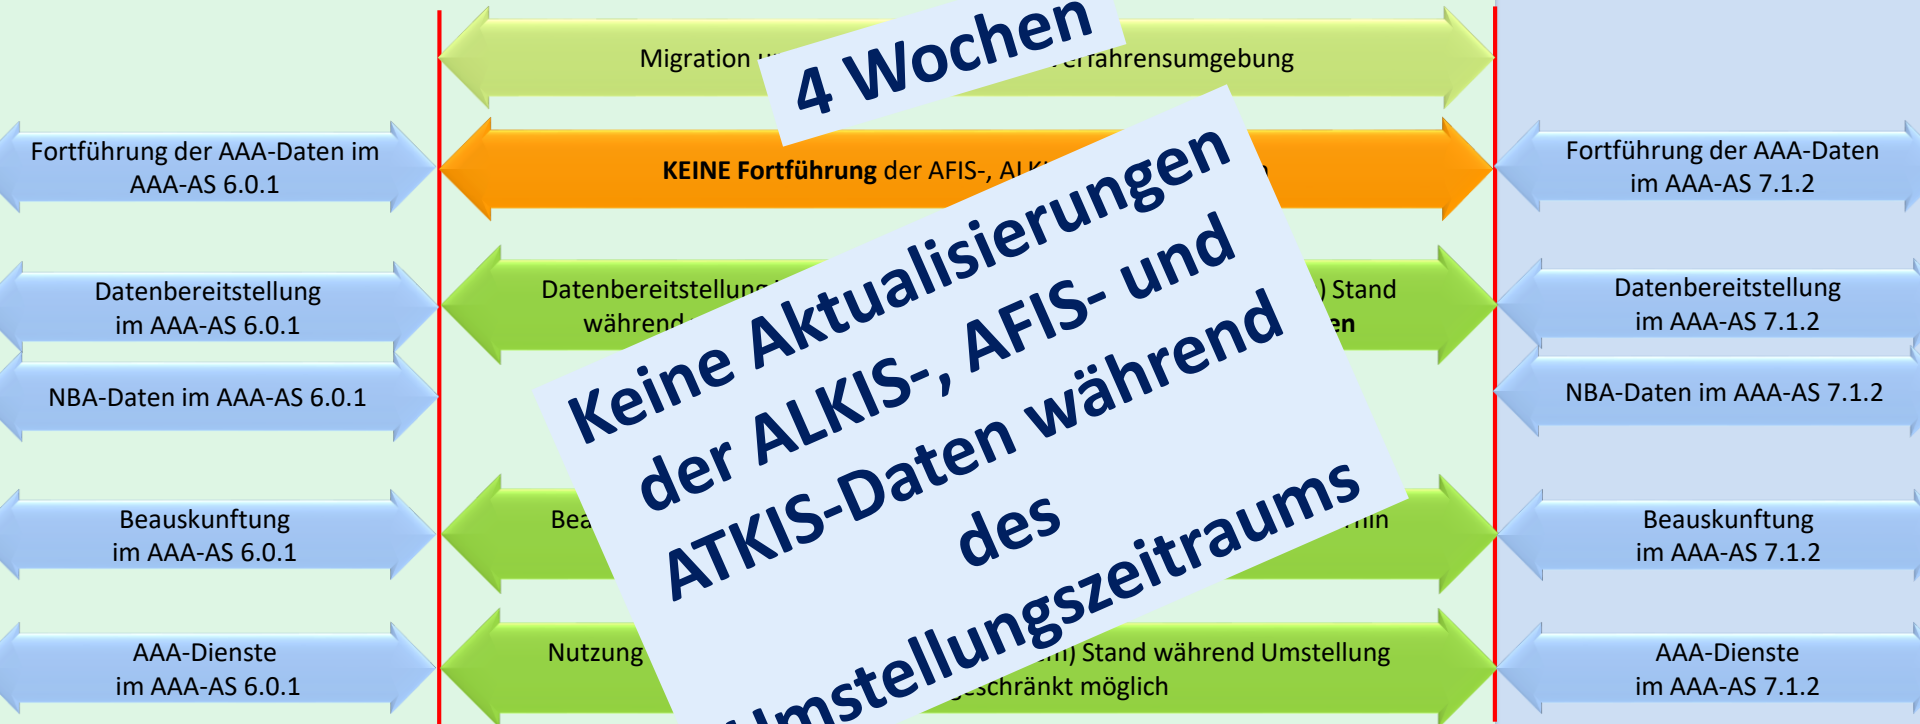 4 Wochen
Migration
erfahrensumgebung
Fortführung der AAA-Daten im
AAA-AS 6.0.1
KEINE Fortführung der AFIS-,
Fortführung der AAA-Daten
im AAA-AS 7.1.2
Datenbereitstellung
im AAA-AS 6.0.1
Datenbereitstellung
) Stand
während
Datenbereitstellung
im AAA-AS 7.1.2
NBA-Daten im AAA-AS 6.0.1
NBA-Daten im AAA-AS 7.1.2
Keine Aktualisierungen
der ALKIS-, AFIS- und
ATKIS-Daten während
des
Umstellungszeitraums
Beauskunftung
im AAA-AS 6.0.1
Bea
Beauskunftung
im AAA-AS 7.1.2
AAA-Dienste
im AAA-AS 6.0.1
Nutzung
m) Stand während Umstellung
geschränkt möglich
AAA-Dienste
im AAA-AS 7.1.2